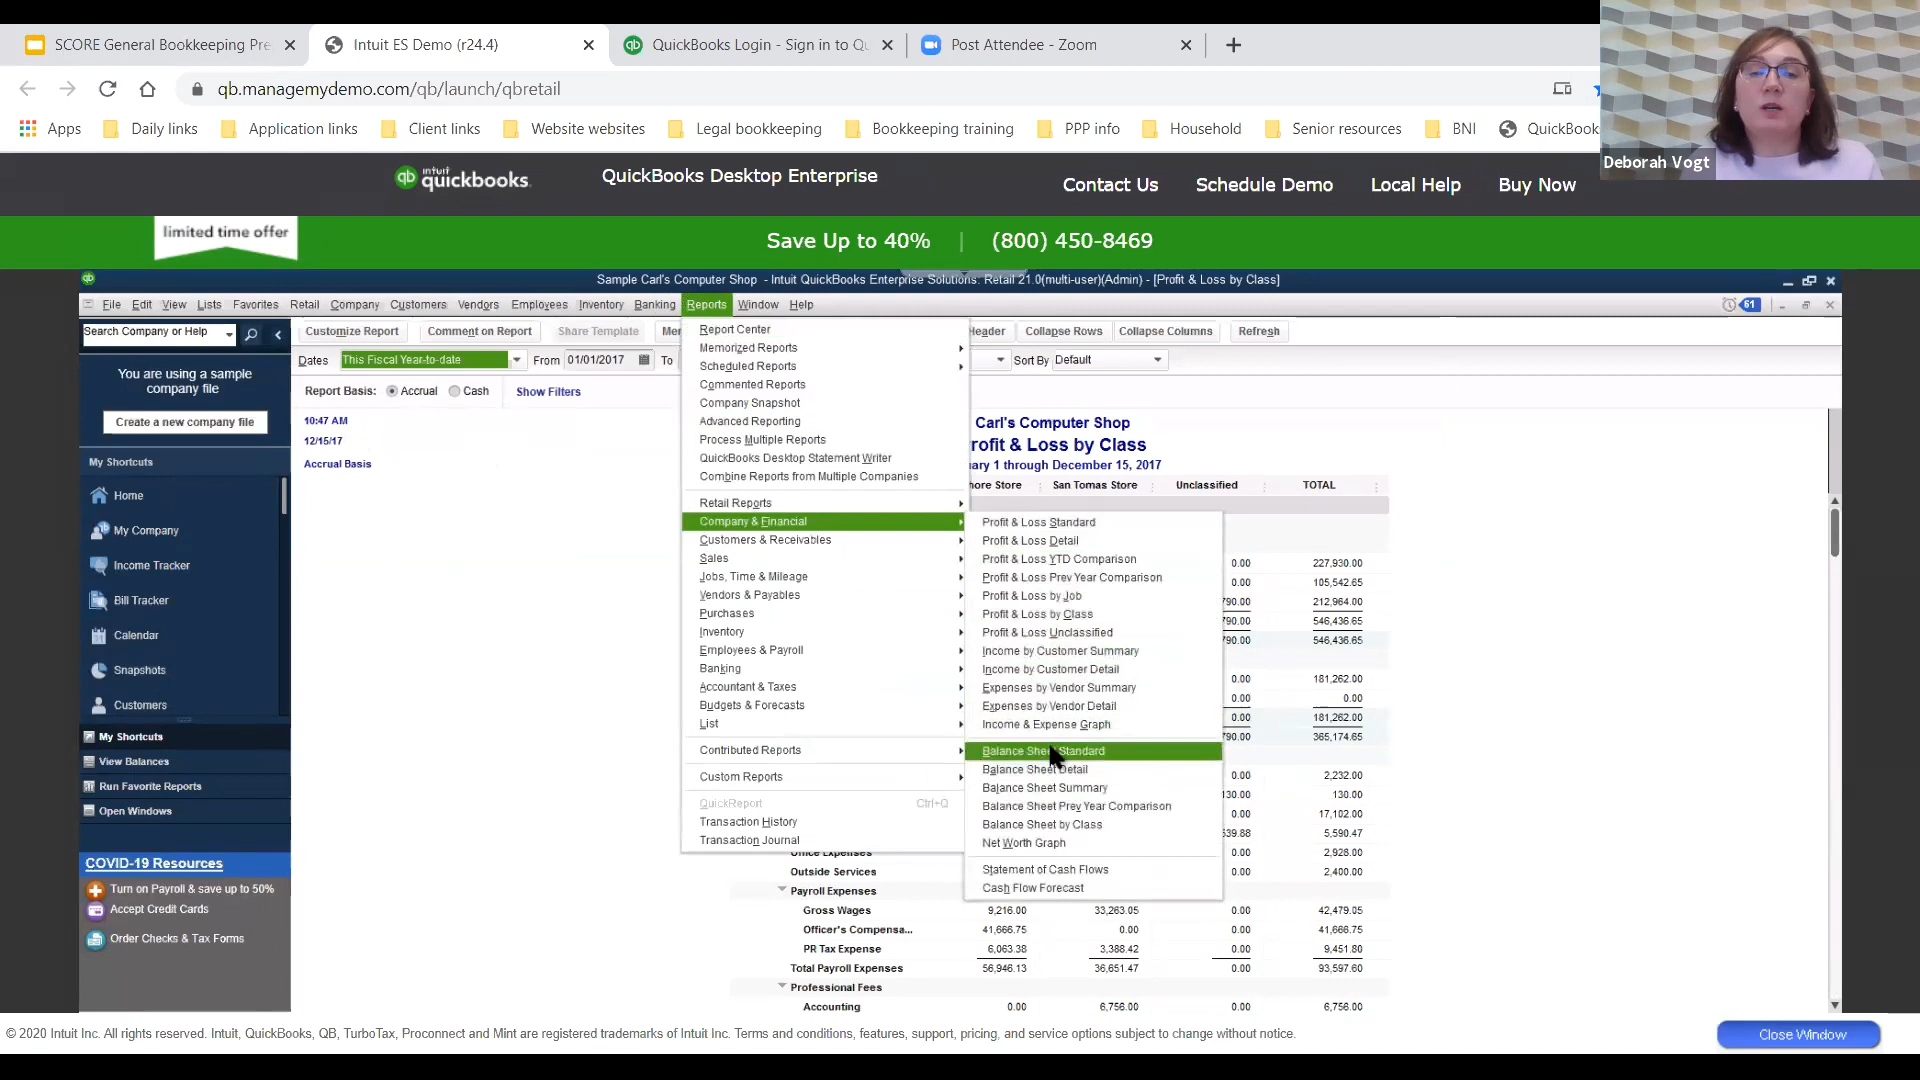 SCORE General Bookkeeping Pre
Intuit ES Demo (r24.4)
QuickBooks Login - Sign in to Qu
Post Attendee - Zoom
qb.managemydemo.com/qb/launch/qbretail
Apps
Daily links
Application links
Client links
Website websites
Legal bookkeeping
Bookkeeping training
PPP info
Household
Senior resources
BNI
QuickBook
Deborah Vogt
qb intuit quickbooks.
QuickBooks Desktop Enterprise
Contact Us
Schedule Demo
Local Help
Buy Now
limited time offer
Save Up to 40% | (800) 450-8469
Sample Carl's Computer Shop - Intuit QuickBooks Enterprise Solutions: Retail 21.0(multi-user)(Admin) - [Profit & Loss by Class]
File Edit View Lists Favorites Retail Company Customers Vendors Employees Inventory Banking Reports Window Help
61
Search Company or Help
Customize Report
Comment on Report
Share Template
Mem
Header
Collapse Rows
Collapse Columns
Refresh
Dates This Fiscal Year-to-date From 01/01/2017 To
Sort By Default
Report Basis: Accrual Cash Show Filters
You are using a sample
company file
Create a new company file
My Shortcuts
Home
My Company
Income Tracker
Bill Tracker
Calendar
Snapshots
Customers
My Shortcuts
View Balances
Run Favorite Reports
Open Windows
COVID-19 Resources
Turn on Payroll & save up to 50%
Accept Credit Cards
Order Checks & Tax Forms
10:47 AM
12/15/17
Accrual Basis
Report Center
Memorized Reports
Scheduled Reports
Commented Reports
Company Snapshot
Advanced Reporting
Process Multiple Reports
QuickBooks Desktop Statement Writer
Combine Reports from Multiple Companies
Retail Reports
Company & Financial
Customers & Receivables
Sales
Jobs, Time & Mileage
Vendors & Payables
Purchases
Inventory
Employees & Payroll
Banking
Accountant & Taxes
Budgets & Forecasts
List
Contributed Reports
Custom Reports
QuickReport Ctrl+Q
Transaction History
Transaction Journal
Profit & Loss Standard
Profit & Loss Detail
Profit & Loss YTD Comparison
Profit & Loss Prev Year Comparison
Profit & Loss by Job
Profit & Loss by Class
Profit & Loss Unclassified
Income by Customer Summary
Income by Customer Detail
Expenses by Vendor Summary
Expenses by Vendor Detail
Income & Expense Graph
Balance Sheet Standard
Balance Sheet Detail
Balance Sheet Summary
Balance Sheet Prev Year Comparison
Balance Sheet by Class
Net Worth Graph
Statement of Cash Flows
Cash Flow Forecast
Carl's Computer Shop
rofit & Loss by Class
uary 1 through December 15, 2017
hore Store San Tomas Store Unclassified TOTAL
0.00 227,930.00
0.00 105,542.65
790.00 212,964.00
790.00 546,436.65
790.00 546,436.65
0.00 181,262.00
0.00 0.00
0.00 181,262.00
790.00 365,174.65
0.00 2,232.00
130.00 130.00
0.00 17,102.00
539.88 5,590.47
Office Expenses 0.00 2,928.00
Outside Services 0.00 2,400.00
Payroll Expenses
Gross Wages 9,216.00 33,263.05 0.00 42,479.05
Officer's Compensa... 41,666.75 0.00 0.00 41,666.75
PR Tax Expense 6,063.38 3,388.42 0.00 9,451.80
Total Payroll Expenses 56,946.13 36,651.47 0.00 93,597.60
Professional Fees
Accounting 0.00 6,756.00 0.00 6,756.00
© 2020 Intuit Inc. All rights reserved. Intuit, QuickBooks, QB, TurboTax, Proconnect and Mint are registered trademarks of Intuit Inc. Terms and conditions, features, support, pricing, and service options subject to change without notice.
Close Window